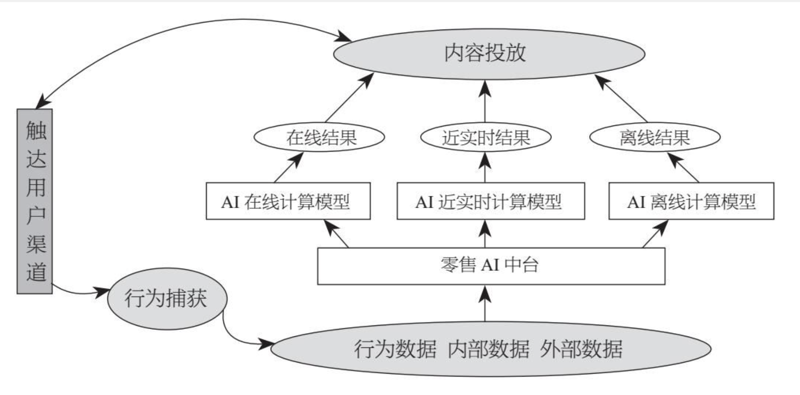 内容投放
在线结果
近实时结果
离线结果
触达用户渠道
AI 在线计算模型
AI 近实时计算模型
AI 离线计算模型
零售 AI 中台
行为捕获
行为数据 内部数据 外部数据